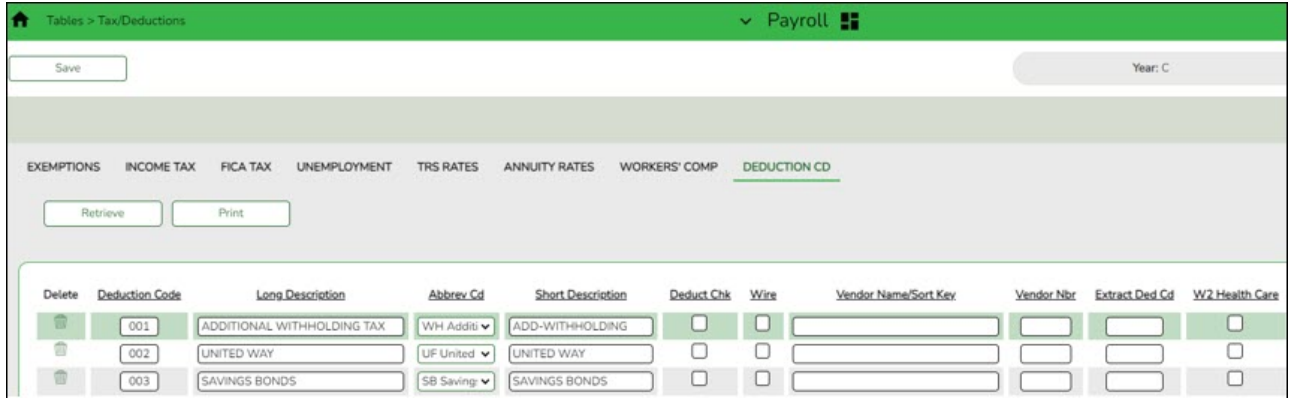 Tables > Tax/Deductions
Payroll
Save
Year: C
EXEMPTIONS INCOME TAX FICA TAX UNEMPLOYMENT TRS RATES ANNUITY RATES WORKERS' COMP DEDUCTION CD
Retrieve Print
Delete Deduction Code Long Description Abbrev Cd Short Description Deduct Chk Wire Vendor Name/Sort Key Vendor Nbr Extract Ded Cd W2 Health Care
001 ADDITIONAL WITHHOLDING TAX WH Additi ADD-WITHHOLDING
002 UNITED WAY UF United UNITED WAY
003 SAVINGS BONDS SB Saving: SAVINGS BONDS